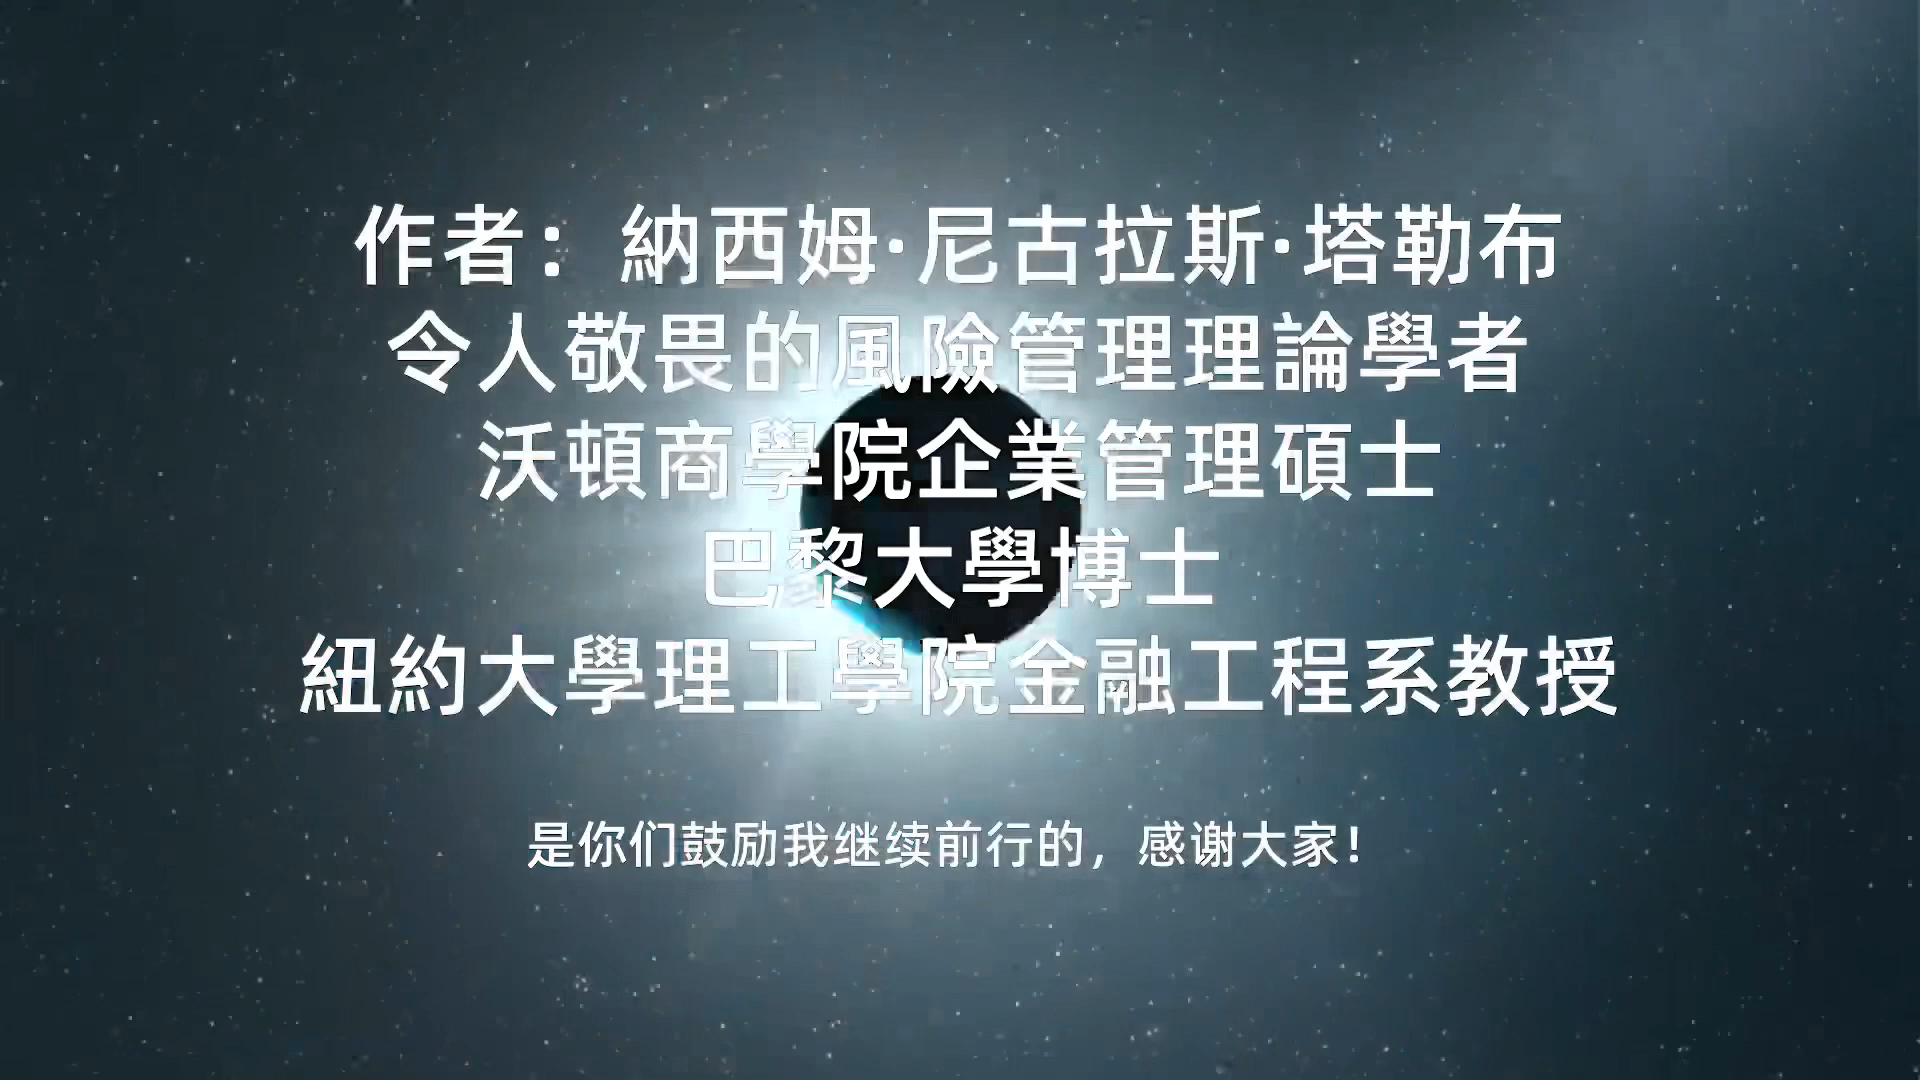 作者：納西姆·尼古拉斯·塔勒布
令人敬畏的風險管理理論學者
沃頓商學院企業管理碩士
巴黎大學博士
紐約大學理工學院金融工程系教授
是你们鼓励我继续前行的，感谢大家！